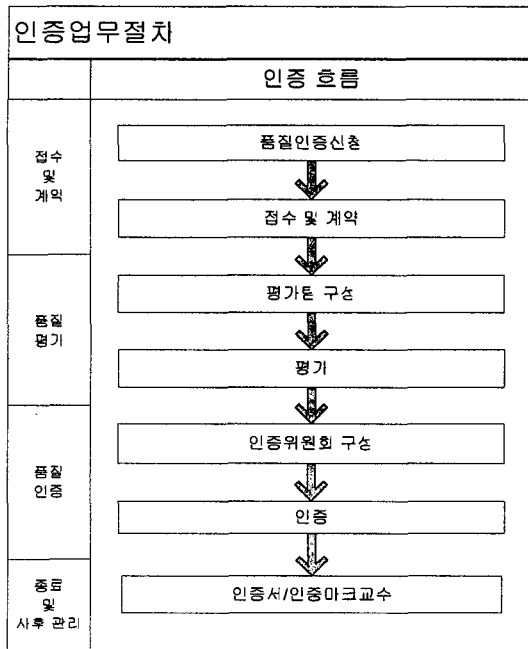 인증업무절차
인증 흐름
접수
및
계약
품질인증신청
접수 및 계약
품질
평가
평가팀 구성
평가
품질
인증
인증위원회 구성
인증
종료
및
사후 관리
인증서/인증마크교수